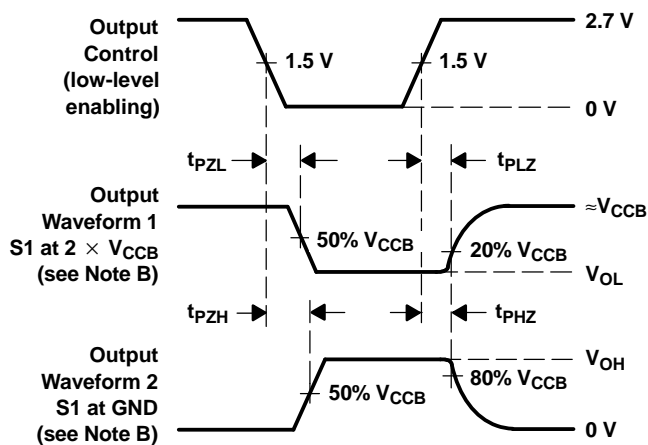 Output
Control
(low-level
enabling)
1.5 V
1.5 V
2.7 V
0 V
tPZL
tPLZ
Output
Waveform 1
S1 at 2 × VCCB
(see Note B)
50% VCCB
20% VCCB
≈VCCB
VOL
tPZH
tPHZ
Output
Waveform 2
S1 at GND
(see Note B)
50% VCCB
80% VCCB
VOH
0 V